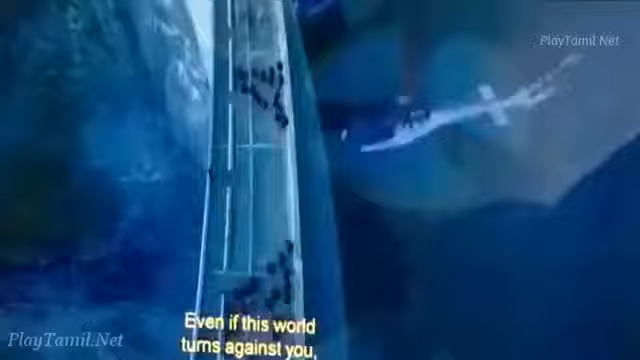 PlayTamil.Net
Even if this world
turns against you,
PlayTamil.Net